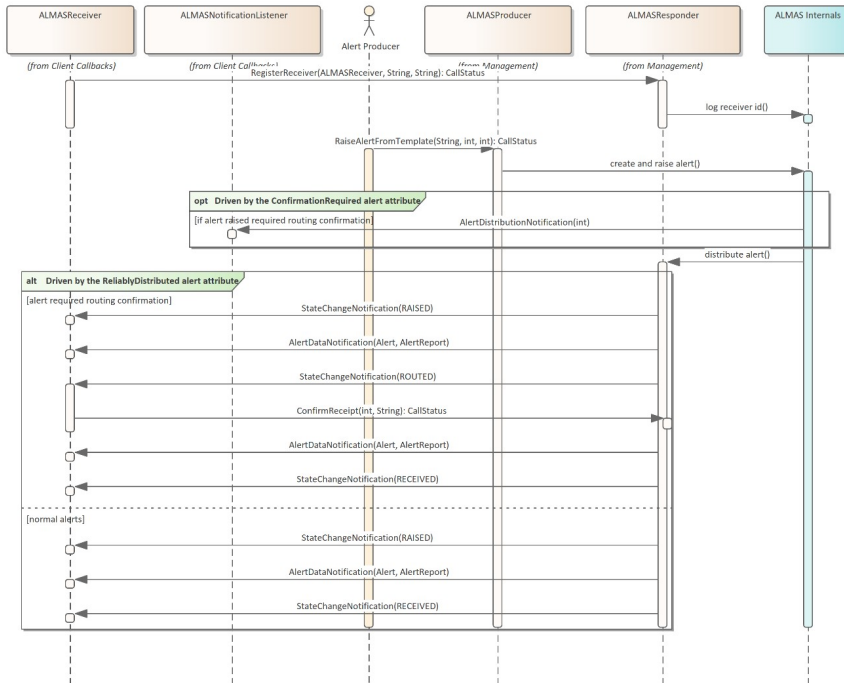 ALMASReceiver
ALMASNotificationListener
ALMASProducer
ALMASResponder
ALMAS Internals
Alert Producer
(from Client Callbacks)
(from Client Callbacks)
(from Management)
(from Management)
RegisterReceiver(ALMASReceiver, String, String): CallStatus
log receiver id()
RaiseAlertFromTemplate(String, int, int): CallStatus
create and raise alert()
opt Driven by the ConfirmationRequired alert attribute
[if alert raised required routing confirmation]
AlertDistributionNotification(int)
distribute alert()
alt Driven by the ReliablyDistributed alert attribute
[alert required routing confirmation]
StateChangeNotification(RAISED)
AlertDataNotification(Alert, AlertReport)
StateChangeNotification(ROUTED)
ConfirmReceipt(int, String): CallStatus
AlertDataNotification(Alert, AlertReport)
StateChangeNotification(RECEIVED)
[normal alerts]
StateChangeNotification(RAISED)
AlertDataNotification(Alert, AlertReport)
StateChangeNotification(RECEIVED)